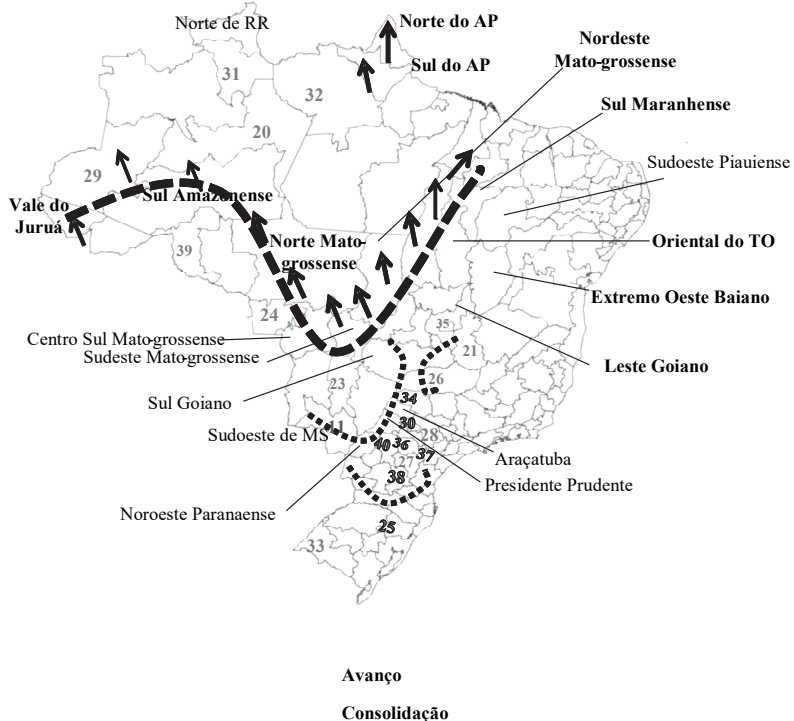 Norte de RR
Norte do AP
Nordeste
Mato-grossense
31
Sul do AP
32
Sul Maranhense
20
Sudoeste Piauiense
29
Sul Amazonense
Vale do
Juruá
Norte Mato-
grossense
Oriental do TO
39
Extremo Oeste Baiano
24
35
Centro Sul Mato-grossense
21
Sudeste Mato-grossense
Leste Goiano
26
23
34
Sul Goiano
30
11
28
Sudoeste de MS
40
36
37
27
Araçatuba
38
Presidente Prudente
Noroeste Paranaense
25
33
Avanço
Consolidação